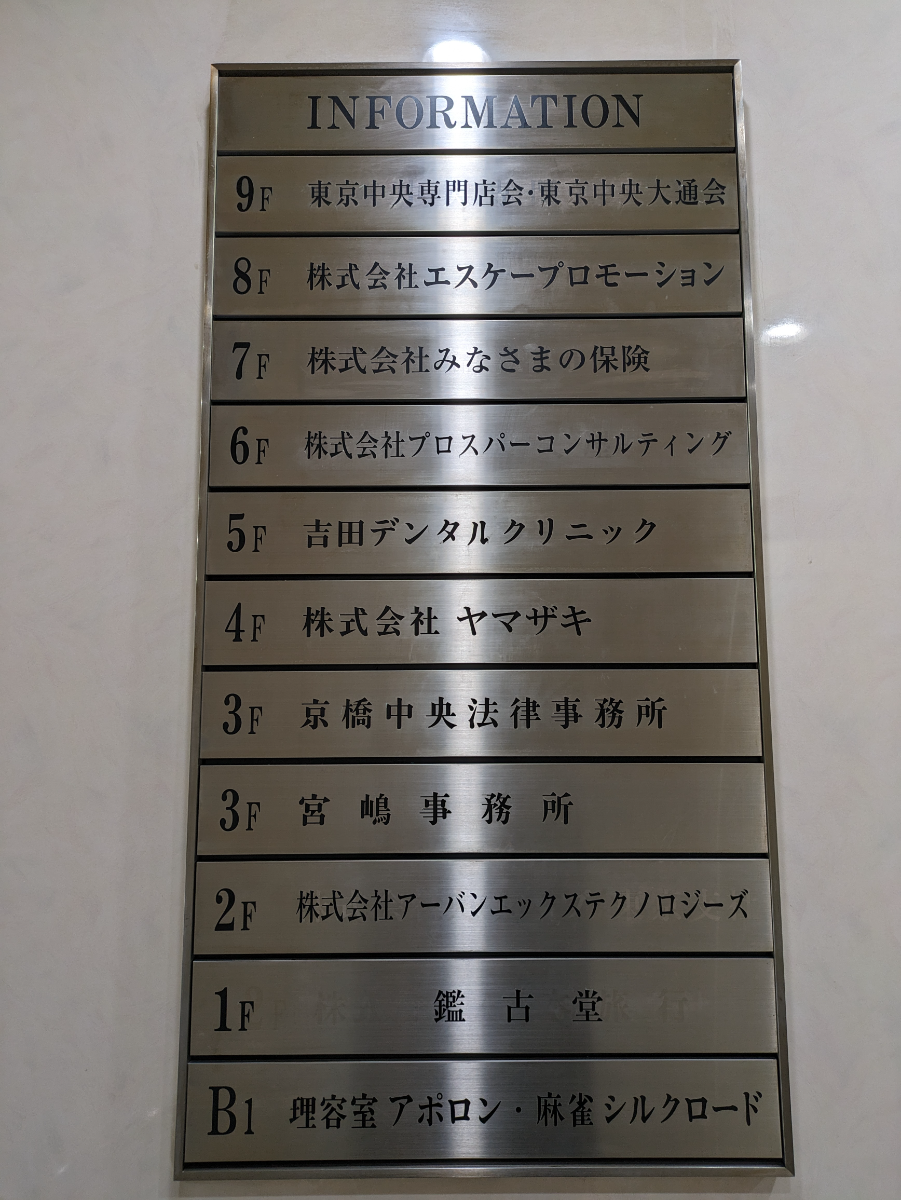 INFORMATION
9F 東京中央専門店会・東京中央大通会
8F 株式会社エスケープロモーション
7F 株式会社みなさまの保険
6F 株式会社プロスパーコンサルティング
5F 吉田デンタルクリニック
4F 株式会社 ヤマザキ
3F 京橋中央法律事務所
3F 宮嶋事務所
2F 株式会社アーバンエックステクノロジーズ
1F 鑑古堂
B1 理容室 アポロン・麻雀 シルクロード